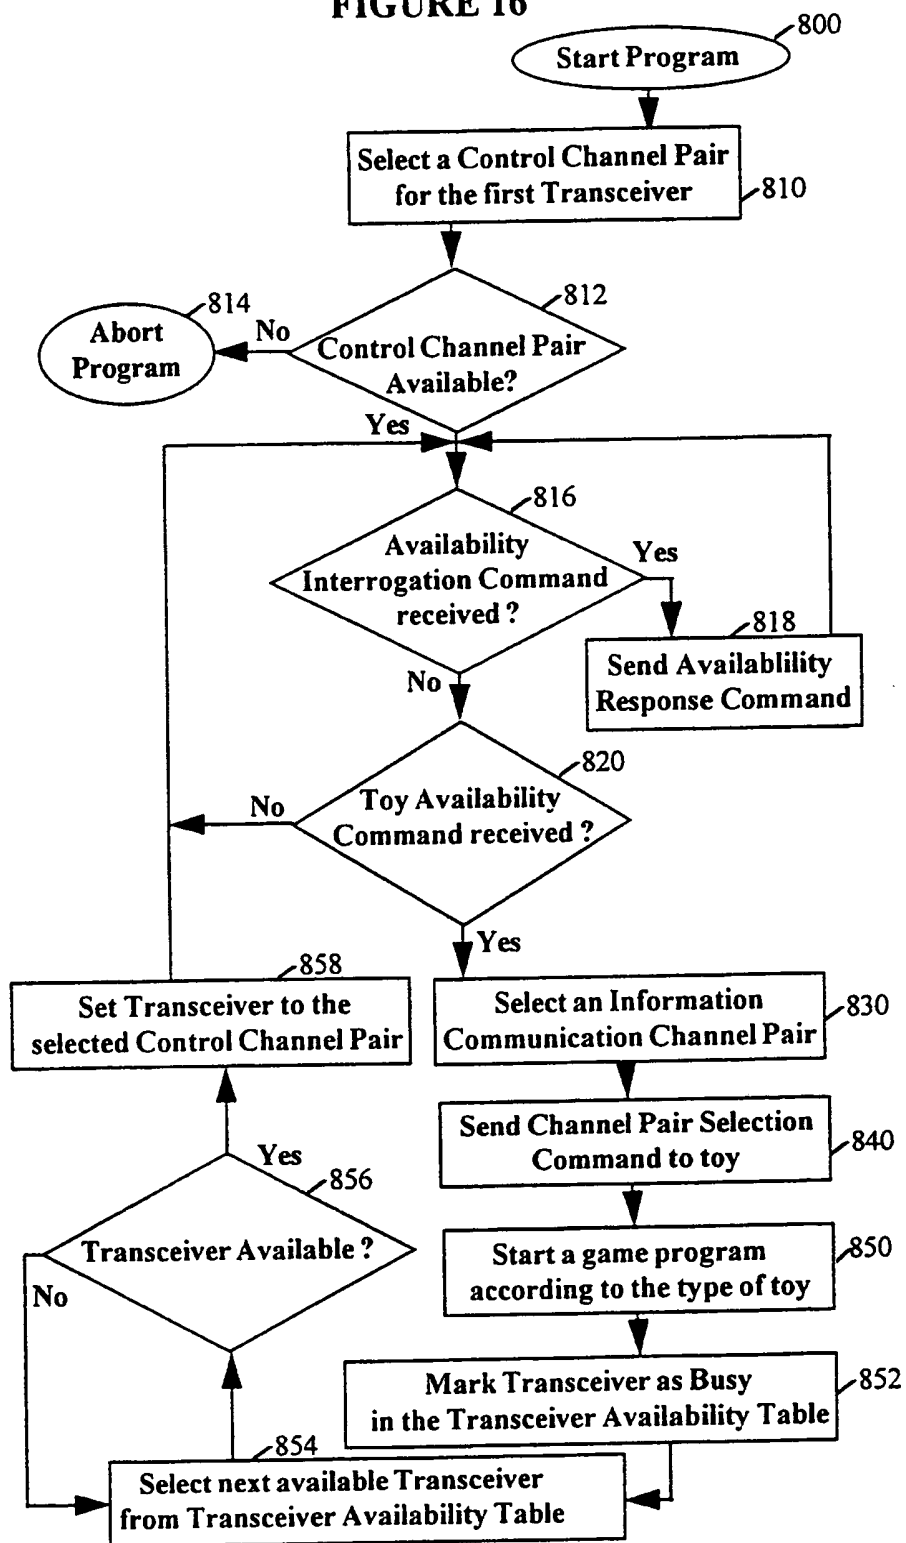 FIGURE 16
800
Start Program
Select a Control Channel Pair
for the first Transceiver
810
812
814
Abort
Program
No
Control Channel Pair
Available?
Yes
816
Availability
Interrogation Command
received ?
Yes
818
Send Availablility
Response Command
No
820
Toy Availability
Command received ?
No
Yes
858
Set Transceiver to the
selected Control Channel Pair
Select an Information
Communication Channel Pair
830
Send Channel Pair Selection
Command to toy
840
Yes
856
Transceiver Available ?
No
Start a game program
according to the type of toy
850
Mark Transceiver as Busy
in the Transceiver Availability Table
852
854
Select next available Transceiver
from Transceiver Availability Table